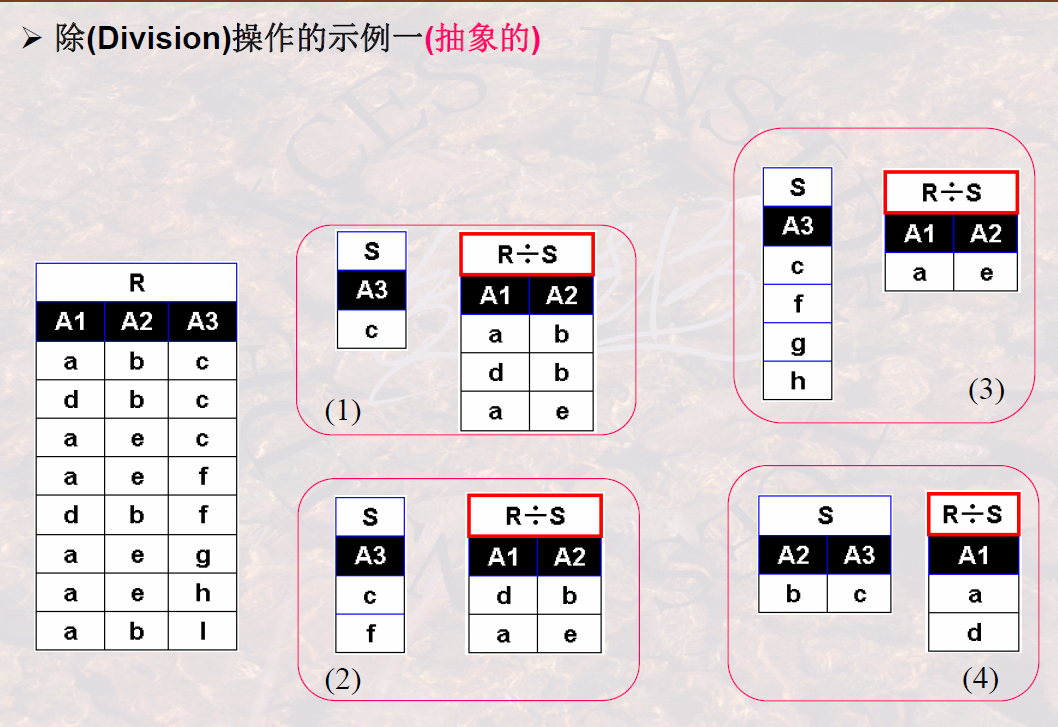 ➢ 除(Division)操作的示例一(抽象的)
R
A1 A2 A3
a b c
d b c
a e c
a e f
d b f
a e g
a e h
a b l
S
A3
c
R÷S
A1 A2
a b
d b
a e
(1)
S
A3
c
f
R÷S
A1 A2
d b
a e
(2)
S
A3
c
f
g
h
R÷S
A1 A2
a e
(3)
S
A2 A3
b c
R÷S
A1
a
d
(4)